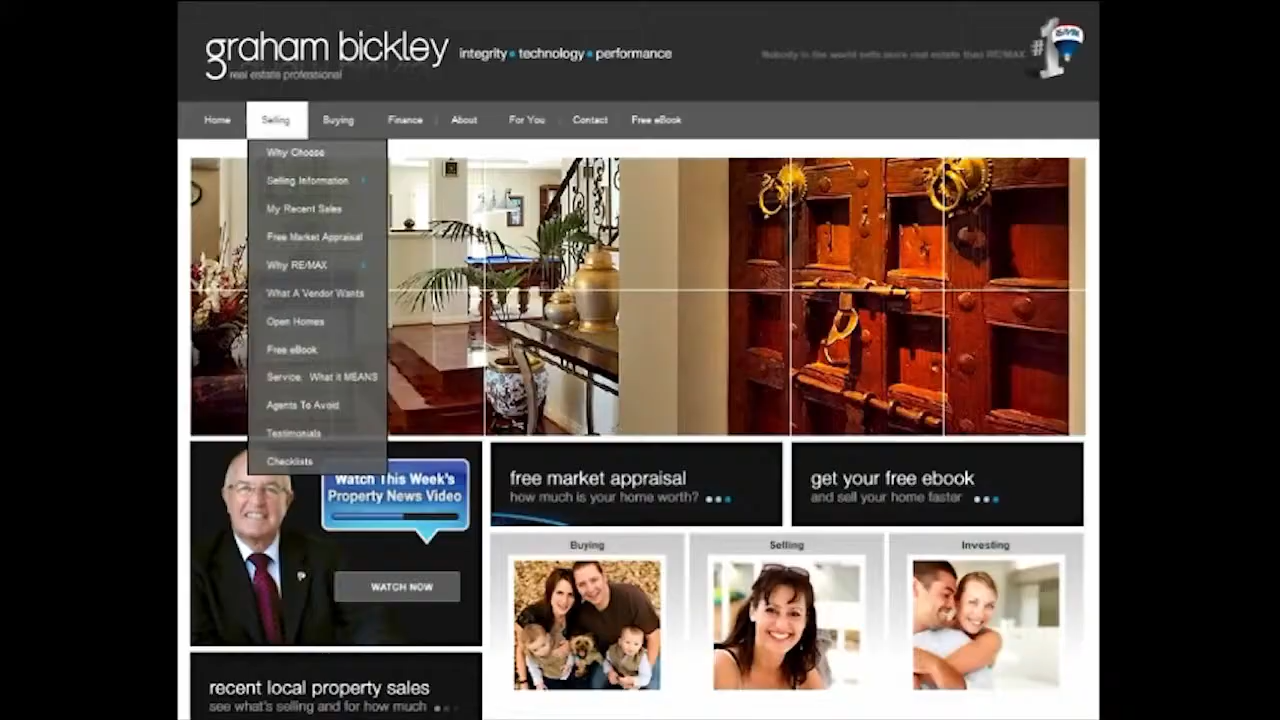 graham bickley
integrity • technology • performance
real estate professional
Nobody in the world sells more real estate than RE/MAX
#1
RE/MAX
Home
Selling
Buying
Finance
About
For You
Contact
Free eBook
Why Choose
Selling Information
My Recent Sales
Free Market Appraisal
Why RE/MAX
What A Vendor Wants
Open Homes
Free eBook
Service. What it MEANS
Agents To Avoid
Testimonials
Checklists
Watch This Week's
Property News Video
WATCH NOW
free market appraisal
how much is your home worth?
get your free ebook
and sell your home faster
Buying
Selling
Investing
recent local property sales
see what's selling and for how much